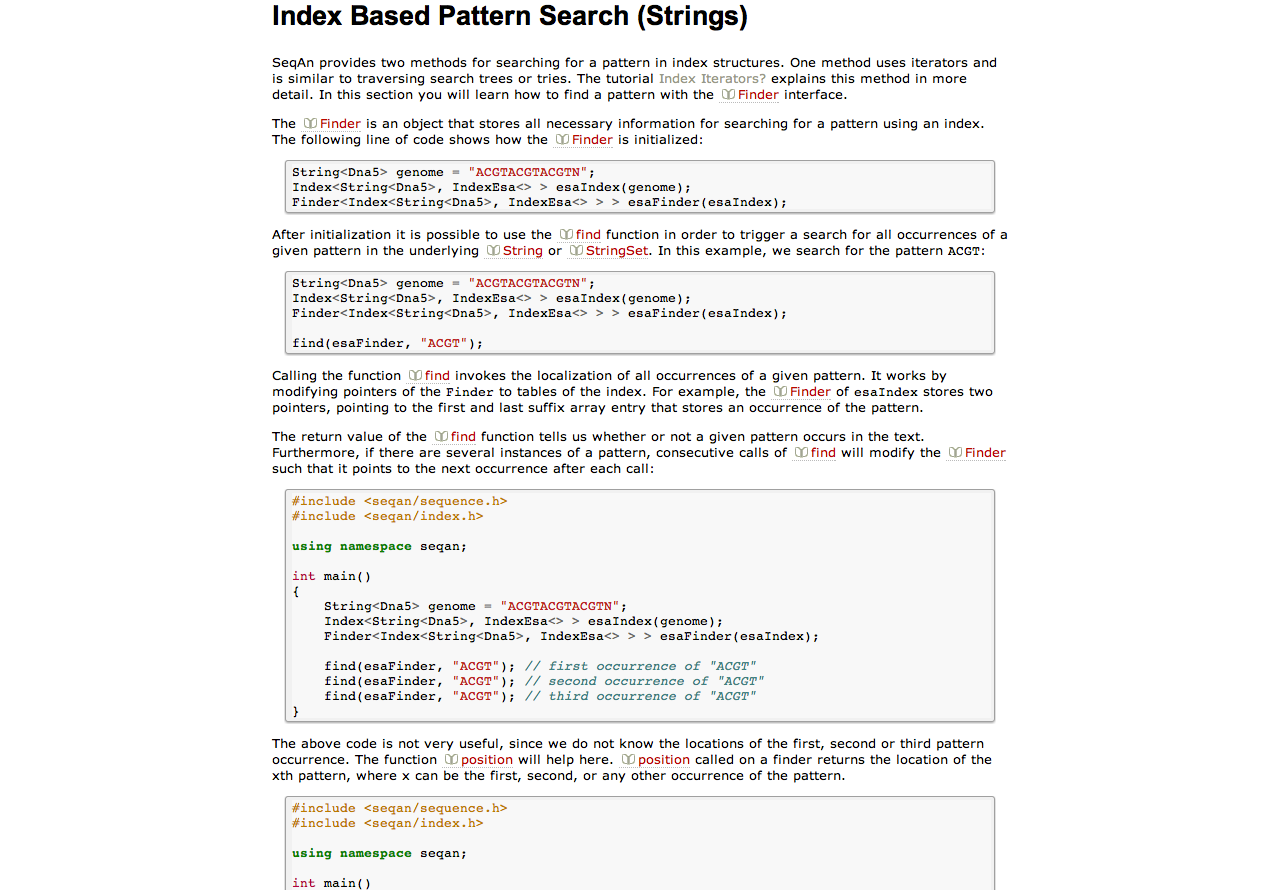 Index Based Pattern Search (Strings)
SeqAn provides two methods for searching for a pattern in index structures. One method uses iterators and
is similar to traversing search trees or tries. The tutorial Index Iterators? explains this method in more
detail. In this section you will learn how to find a pattern with the Finder interface.
The Finder is an object that stores all necessary information for searching for a pattern using an index.
The following line of code shows how the Finder is initialized:
String<Dna5> genome = "ACGTACGTACGTN";
Index<String<Dna5>, IndexEsa<> > esaIndex(genome);
Finder<Index<String<Dna5>, IndexEsa<> > > esaFinder(esaIndex);
After initialization it is possible to use the find function in order to trigger a search for all occurrences of a
given pattern in the underlying String or StringSet. In this example, we search for the pattern ACGT:
String<Dna5> genome = "ACGTACGTACGTN";
Index<String<Dna5>, IndexEsa<> > esaIndex(genome);
Finder<Index<String<Dna5>, IndexEsa<> > > esaFinder(esaIndex);
find(esaFinder, "ACGT");
Calling the function find invokes the localization of all occurrences of a given pattern. It works by
modifying pointers of the Finder to tables of the index. For example, the Finder of esaIndex stores two
pointers, pointing to the first and last suffix array entry that stores an occurrence of the pattern.
The return value of the find function tells us whether or not a given pattern occurs in the text.
Furthermore, if there are several instances of a pattern, consecutive calls of find will modify the Finder
such that it points to the next occurrence after each call:
#include <seqan/sequence.h>
#include <seqan/index.h>
using namespace seqan;
int main()
{
String<Dna5> genome = "ACGTACGTACGTN";
Index<String<Dna5>, IndexEsa<> > esaIndex(genome);
Finder<Index<String<Dna5>, IndexEsa<> > > esaFinder(esaIndex);
find(esaFinder, "ACGT"); // first occurrence of "ACGT"
find(esaFinder, "ACGT"); // second occurrence of "ACGT"
find(esaFinder, "ACGT"); // third occurrence of "ACGT"
}
The above code is not very useful, since we do not know the locations of the first, second or third pattern
occurrence. The function position will help here. position called on a finder returns the location of the
xth pattern, where x can be the first, second, or any other occurrence of the pattern.
#include <seqan/sequence.h>
#include <seqan/index.h>
using namespace seqan;
int main()